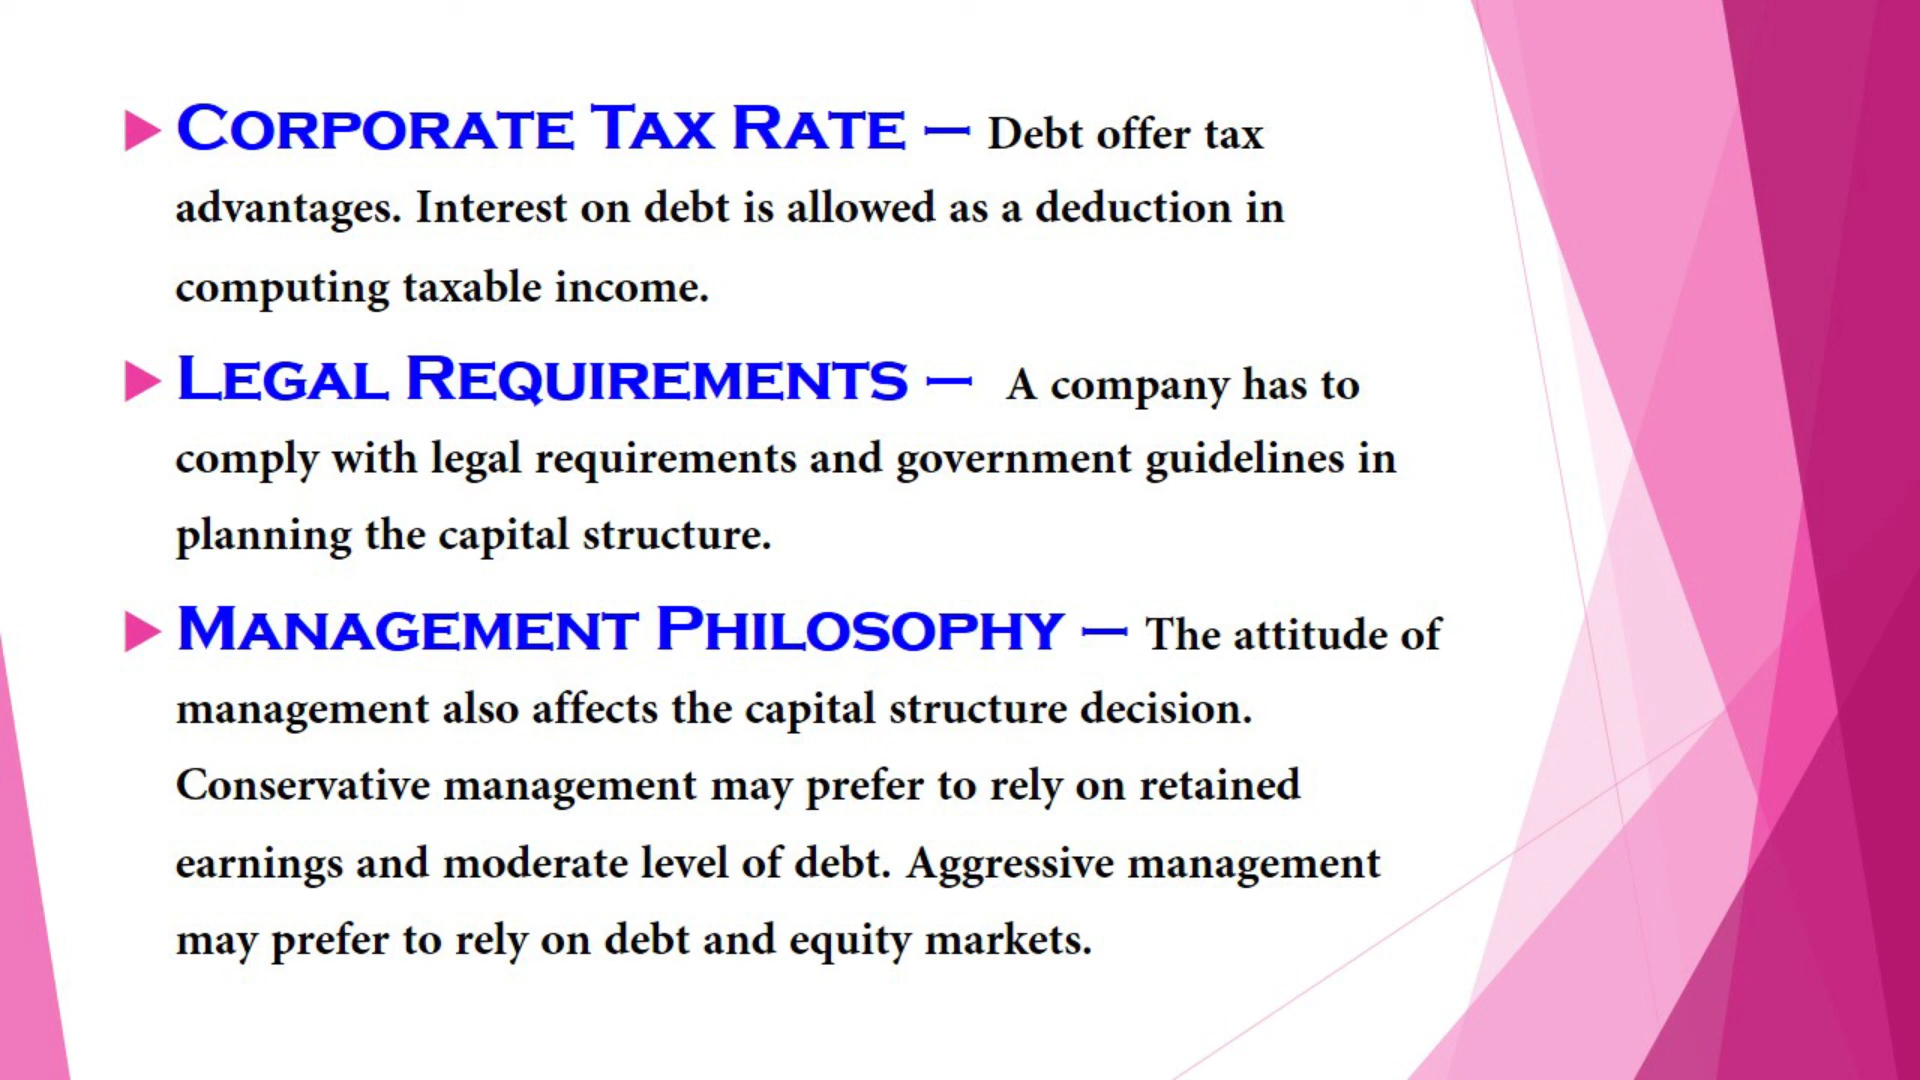 Corporate Tax Rate – Debt offer tax
advantages. Interest on debt is allowed as a deduction in
computing taxable income.
Legal Requirements – A company has to
comply with legal requirements and government guidelines in
planning the capital structure.
Management Philosophy – The attitude of
management also affects the capital structure decision.
Conservative management may prefer to rely on retained
earnings and moderate level of debt. Aggressive management
may prefer to rely on debt and equity markets.